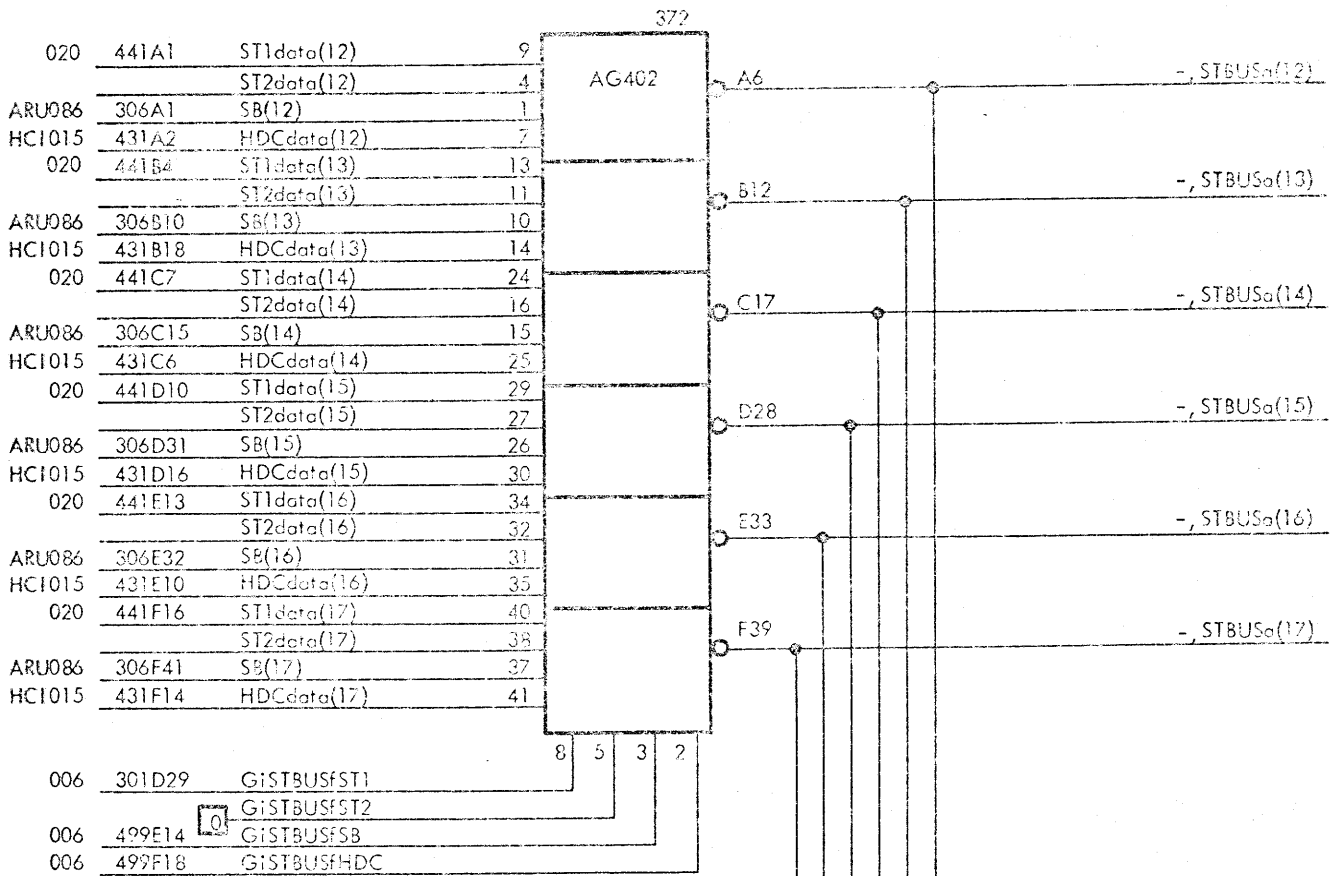 372
020 441A1 ST1data(12) 9
AG402
A6
-, STBUSa(12)
ST2data(12) 4
ARU086 306A1 SB(12) 1
HC1015 431A2 HDCdata(12) 7
020 441B4 ST1data(13) 13
ST2data(13) 11
B12
-, STBUSa(13)
ARU086 306B10 SB(13) 10
HC1015 431B18 HDCdata(13) 14
020 441C7 ST1data(14) 24
ST2data(14) 16
C17
-, STBUSa(14)
ARU086 306C15 SB(14) 15
HC1015 431C6 HDCdata(14) 25
020 441D10 ST1data(15) 29
ST2data(15) 27
D28
-, STBUSa(15)
ARU086 306D31 SB(15) 26
HC1015 431D16 HDCdata(15) 30
020 441E13 ST1data(16) 34
ST2data(16) 32
E33
-, STBUSa(16)
ARU086 306E32 SB(16) 31
HC1015 431E10 HDCdata(16) 35
020 441F16 ST1data(17) 40
ST2data(17) 38
F39
-, STBUSa(17)
ARU086 306F41 SB(17) 37
HC1015 431F14 HDCdata(17) 41
8 5 3 2
006 301D29 GiSTBUSfST1
0 GiSTBUSfST2
006 499E14 GiSTBUSfSB
006 499F18 GiSTBUSfHDC